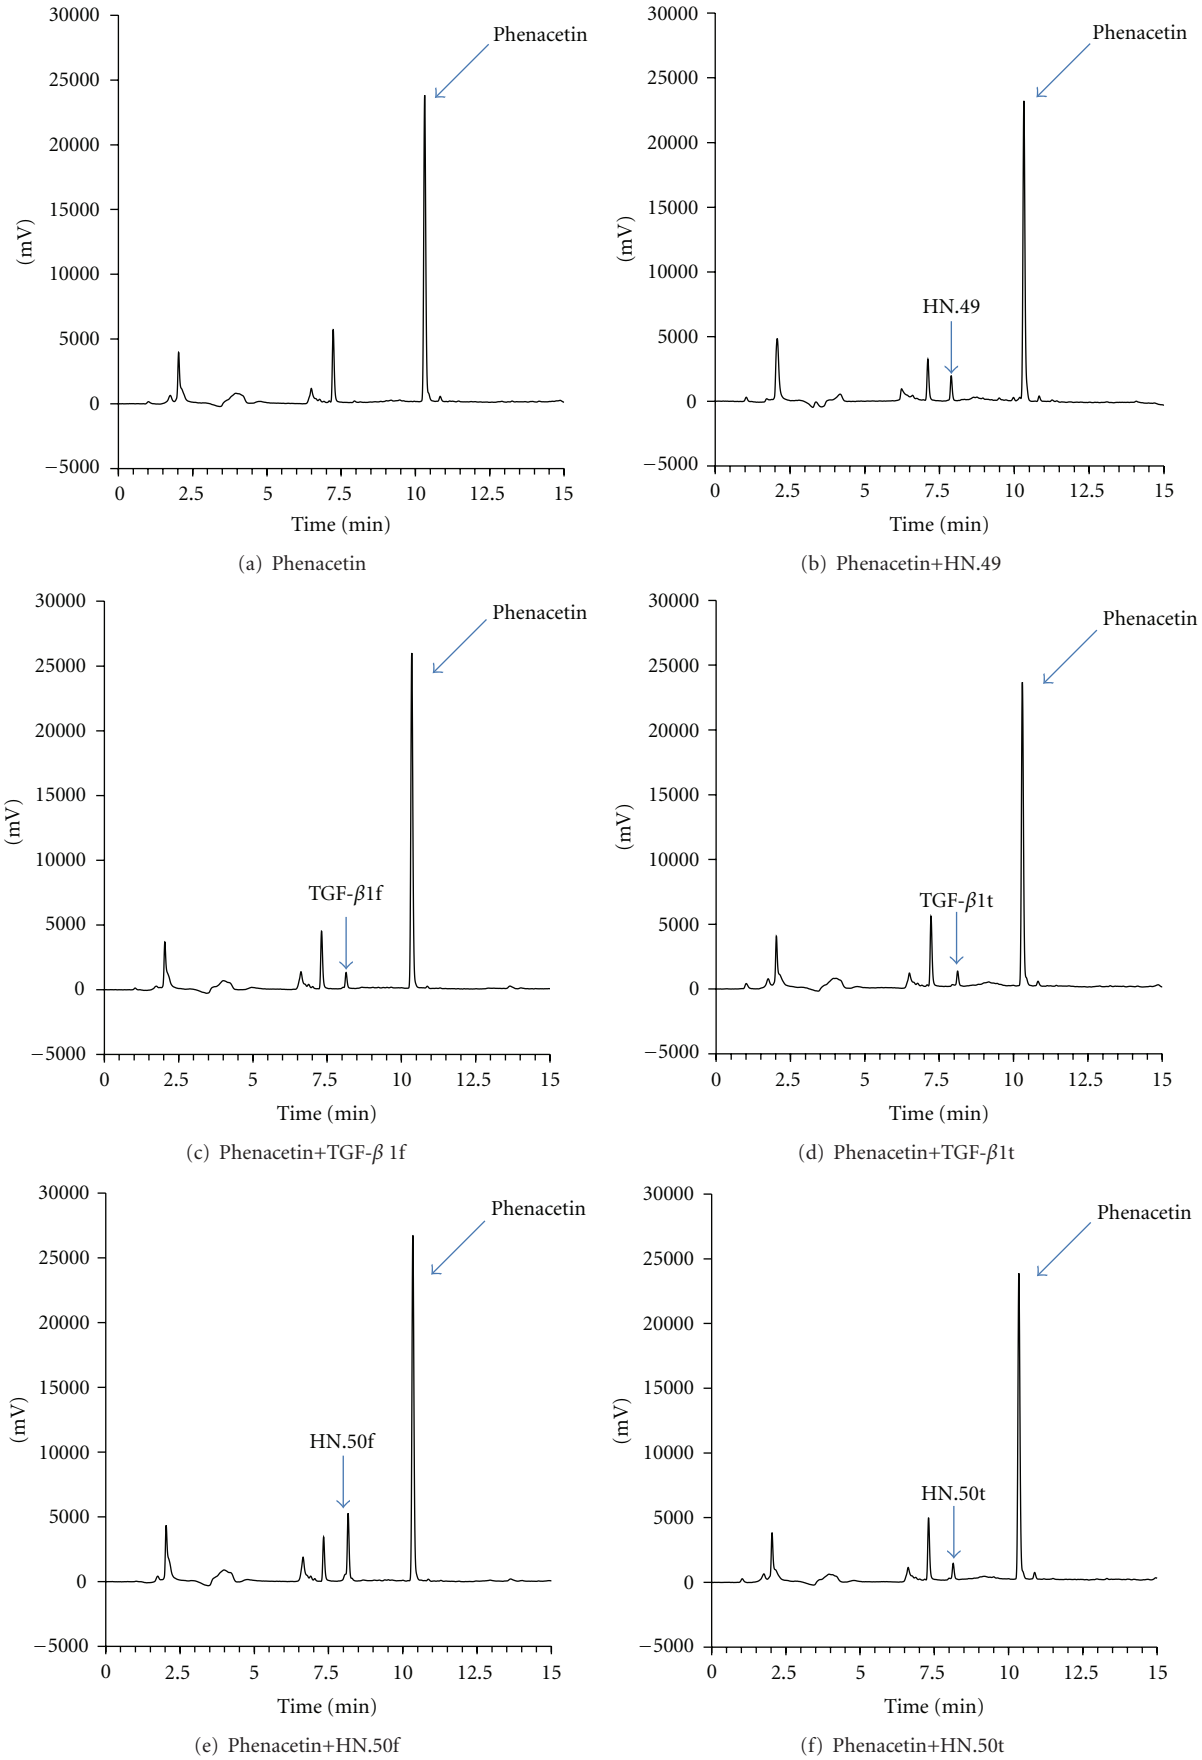 30000
25000
20000
15000
10000
5000
0
−5000
(mV)
Phenacetin
0 2.5 5 7.5 10 12.5 15
Time (min)
(a) Phenacetin
30000
25000
20000
15000
10000
5000
0
−5000
(mV)
Phenacetin
HN.49
0 2.5 5 7.5 10 12.5 15
Time (min)
(b) Phenacetin+HN.49
30000
25000
20000
15000
10000
5000
0
−5000
(mV)
Phenacetin
TGF-β1f
0 2.5 5 7.5 10 12.5 15
Time (min)
(c) Phenacetin+TGF-β 1f
30000
25000
20000
15000
10000
5000
0
−5000
(mV)
Phenacetin
TGF-β1t
0 2.5 5 7.5 10 12.5 15
Time (min)
(d) Phenacetin+TGF-β1t
30000
25000
20000
15000
10000
5000
0
−5000
(mV)
Phenacetin
HN.50f
0 2.5 5 7.5 10 12.5 15
Time (min)
(e) Phenacetin+HN.50f
30000
25000
20000
15000
10000
5000
0
−5000
(mV)
Phenacetin
HN.50t
0 2.5 5 7.5 10 12.5 15
Time (min)
(f) Phenacetin+HN.50t